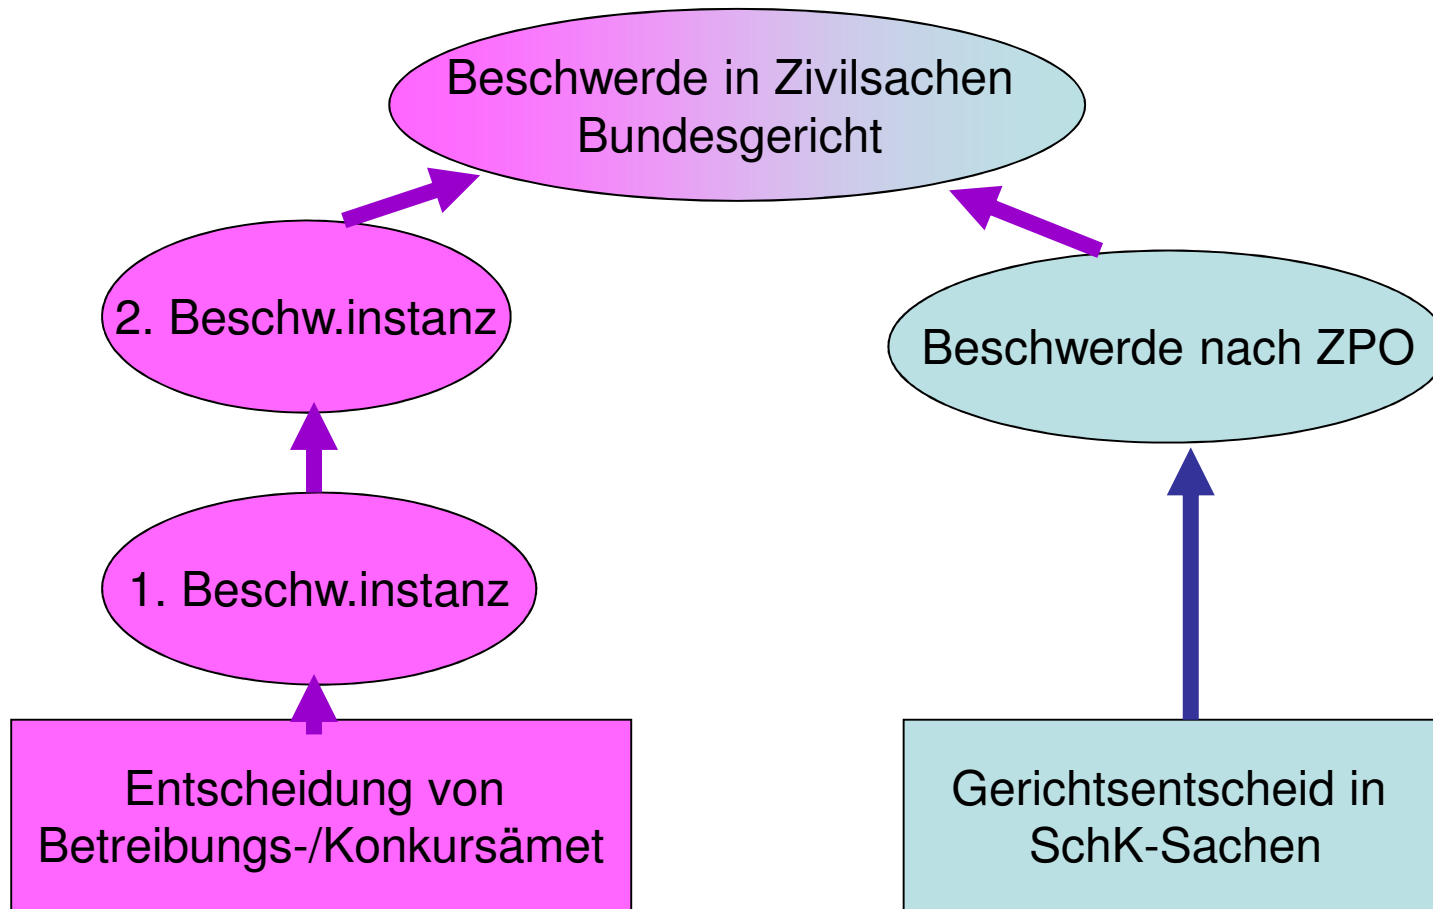 Beschwerde in Zivilsachen
Bundesgericht
2. Beschw.instanz
Beschwerde nach ZPO
1. Beschw.instanz
Entscheidung von
Betreibungs-/Konkursämet
Gerichtsentscheid in
SchK-Sachen